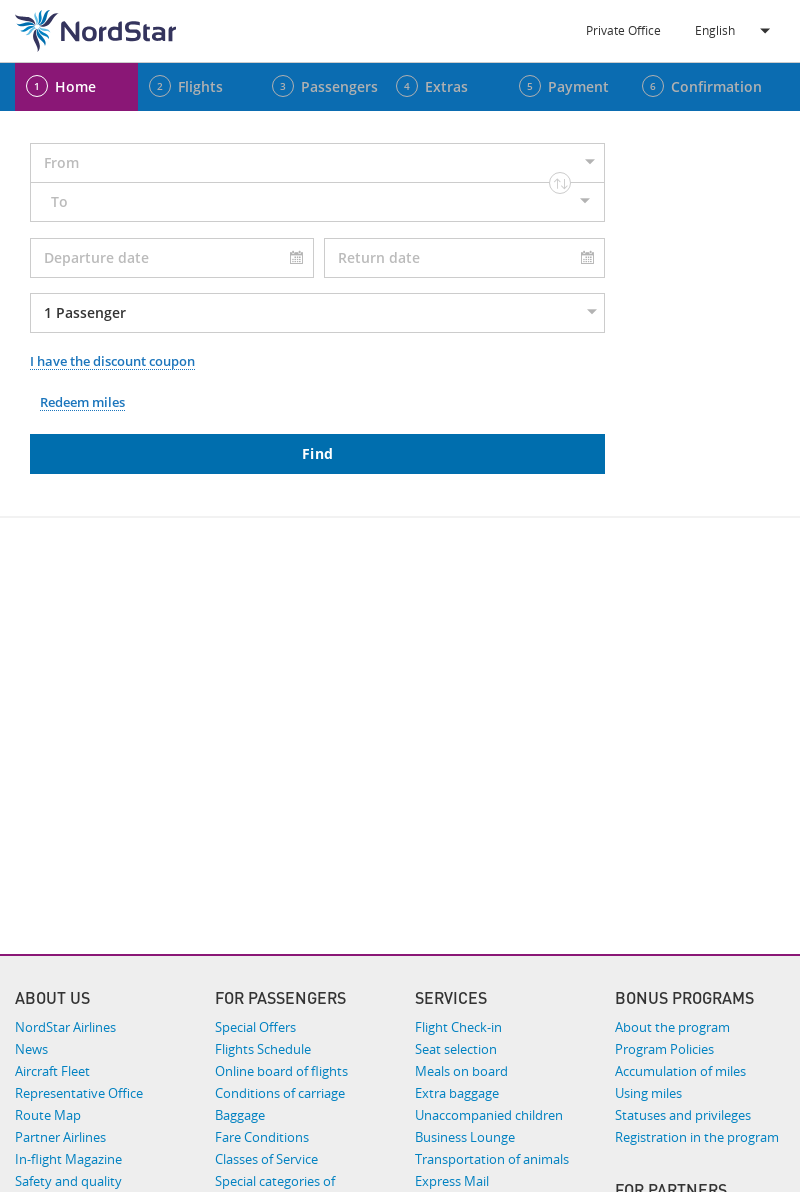 NordStar
Private Office
English
1 Home
2 Flights
3 Passengers
4 Extras
5 Payment
6 Confirmation
From
To
Departure date
Return date
1 Passenger
I have the discount coupon
Redeem miles
Find
ABOUT US
NordStar Airlines
News
Aircraft Fleet
Representative Office
Route Map
Partner Airlines
In-flight Magazine
Safety and quality
FOR PASSENGERS
Special Offers
Flights Schedule
Online board of flights
Conditions of carriage
Baggage
Fare Conditions
Classes of Service
Special categories of
SERVICES
Flight Check-in
Seat selection
Meals on board
Extra baggage
Unaccompanied children
Business Lounge
Transportation of animals
Express Mail
BONUS PROGRAMS
About the program
Program Policies
Accumulation of miles
Using miles
Statuses and privileges
Registration in the program
FOR PARTNERS